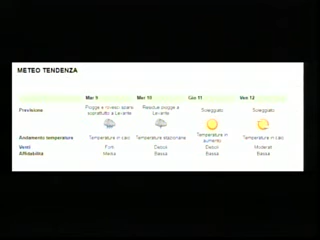 METEO TENDENZA
Mar 9 Mer 10 Gio 11 Ven 12
Previsione Piogge e rovesci sparsi soprattutto a Levante Residue piogge a Levante Soleggiato Soleggiato
Andamento temperature Temperature in calo Temperature stazionarie Temperature in aumento Temperature in calo
Venti Forti Deboli Deboli Moderati
Affidabilità Media Bassa Bassa Bassa